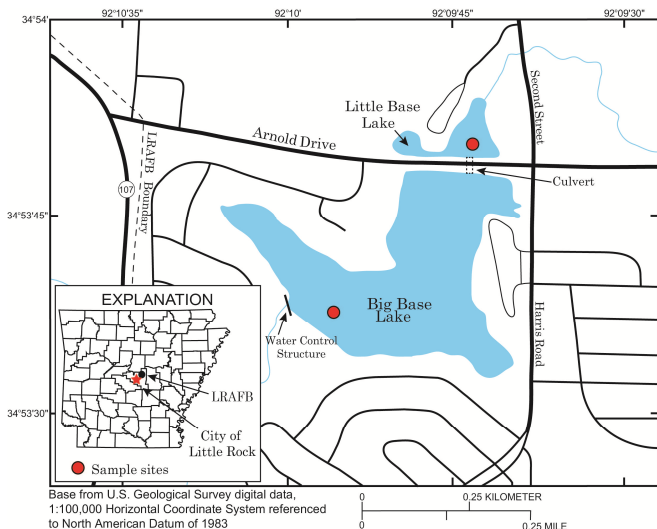 92°10'35"
92°10'
92°09'45"
92°09'30"
34°54'
Little Base
Lake
Second Street
Arnold Drive
LRAFB Boundary
Culvert
107
34°53'45"
Big Base
Lake
Water Control
Structure
Harris Road
EXPLANATION
LRAFB
City of
Little Rock
Sample sites
34°53'30"
Base from U.S. Geological Survey digital data,
1:100,000 Horizontal Coordinate System referenced
to North American Datum of 1983
0 0.25 KILOMETER
0 0.25 MILE